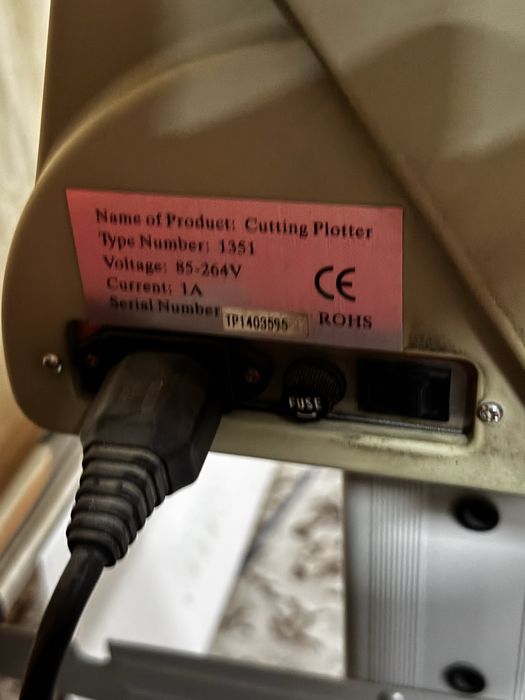 Name of Product: Cutting Plotter
Type Number: 1351
Voltage: 85-264V
Current: 1A
Serial Number TP1403595
CE
ROHS
FUSE